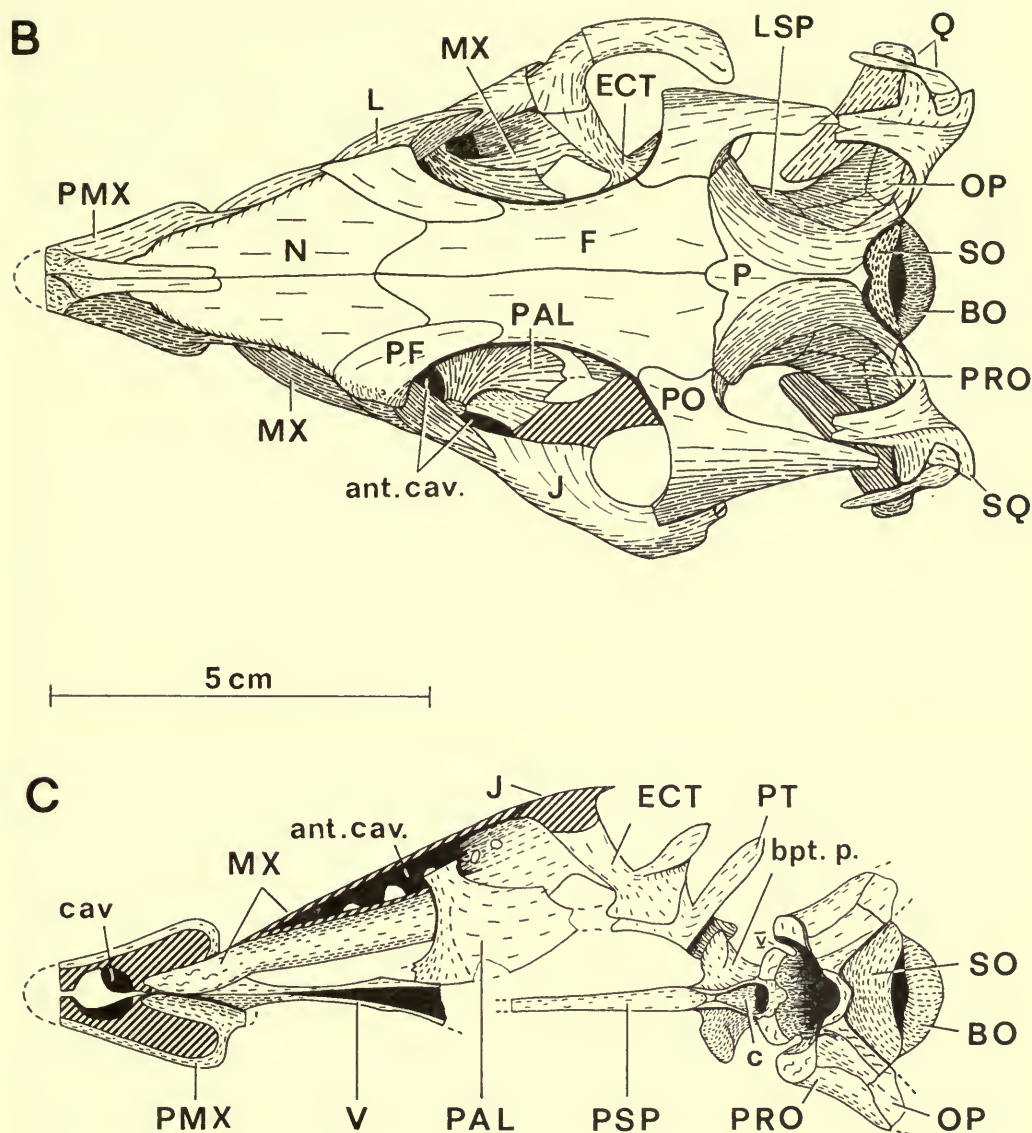 B
MX
ECT
LSP
Q
L
PMX
OP
N
F
SO
P
BO
PAL
PF
PO
PRO
MX
ant. cav.
J
SQ
5 cm
C
J
ECT
PT
ant. cav.
bpt. p.
MX
cav
v
SO
BO
c
PMX
V
PAL
PSP
PRO
OP